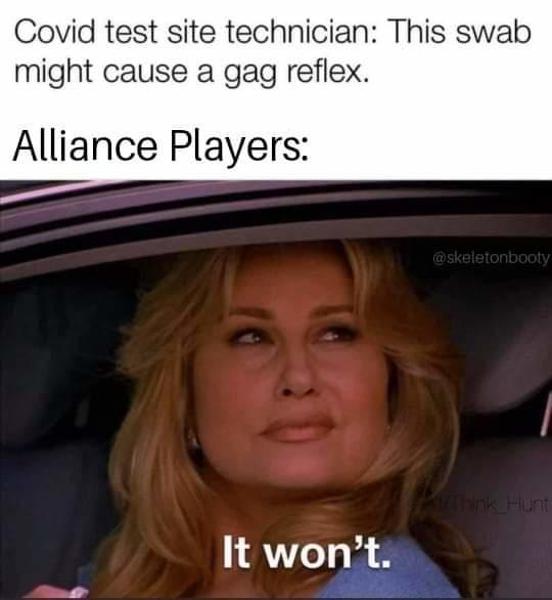 Covid test site technician: This swab
might cause a gag reflex.
Alliance Players:
@skeletonbooty
It won't.